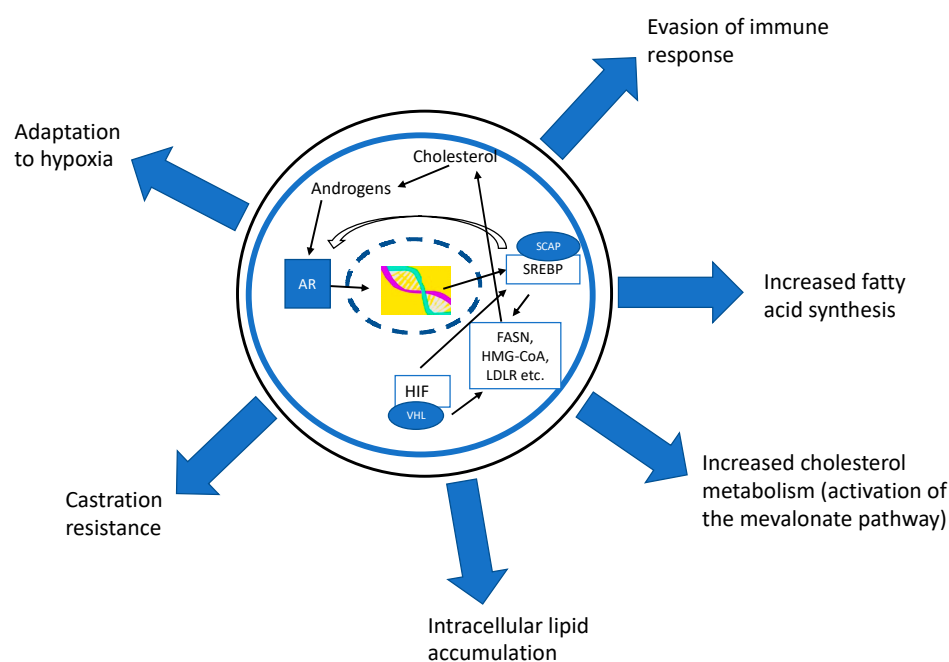 Evasion of immune
response
Adaptation
to hypoxia
Cholesterol
Androgens
SCAP
SREBP
AR
Increased fatty
acid synthesis
FASN,
HMG-CoA,
LDLR etc.
HIF
VHL
Increased cholesterol
metabolism (activation of
the mevalonate pathway)
Castration
resistance
Intracellular lipid
accumulation